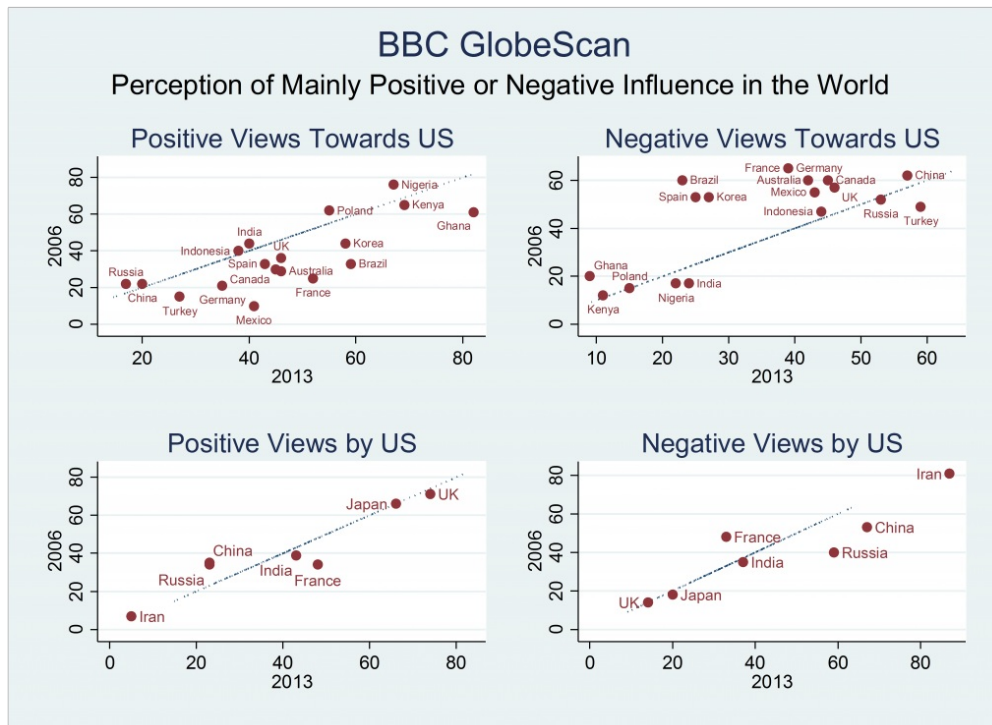 BBC GlobeScan
Perception of Mainly Positive or Negative Influence in the World
Positive Views Towards US
80
60
40
20
0
2006
Nigeria
Kenya
Poland
Ghana
India
Indonesia
UK
Korea
Spain
Brazil
Russia
Canada
Australia
China
Germany
France
Turkey
Mexico
20
40
60
80
2013
Negative Views Towards US
60
40
20
0
2006
France
Germany
Brazil
Australia
Canada
China
Spain
Korea
Mexico
UK
Indonesia
Russia
Turkey
Ghana
Poland
Kenya
Nigeria
India
10
20
30
40
50
60
2013
Positive Views by US
80
60
40
20
0
2006
UK
Japan
China
Russia
India
France
Iran
0
20
40
60
80
2013
Negative Views by US
80
60
40
20
0
2006
Iran
China
France
Russia
India
UK
Japan
0
20
40
60
80
2013